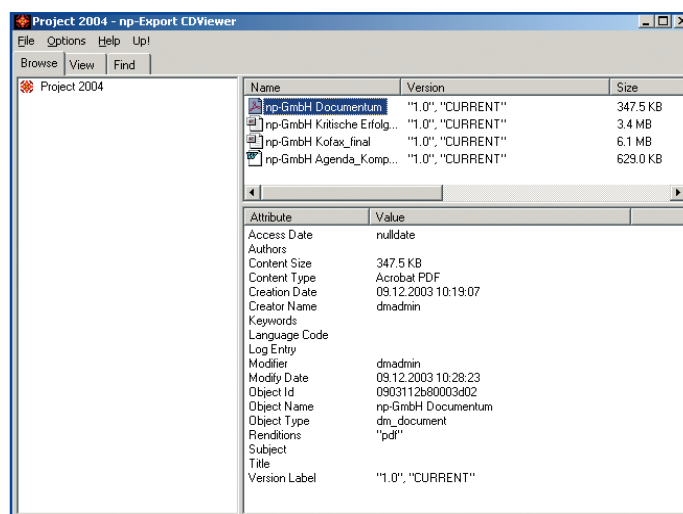 Project 2004 - np-Export CDViewer
File Options Help Up!
Browse View Find
Project 2004
Name Version Size
np-GmbH Documentum "1.0", "CURRENT" 347.5 KB
np-GmbH Kritische Erfolg... "1.0", "CURRENT" 3.4 MB
np-GmbH Kofax_final "1.0", "CURRENT" 6.1 MB
np-GmbH Agenda_Komp... "1.0", "CURRENT" 629.0 KB
Attribute Value
Access Date nulldate
Authors
Content Size 347.5 KB
Content Type Acrobat PDF
Creation Date 09.12.2003 10:19:07
Creator Name dmadmin
Keywords
Language Code
Log Entry
Modifier dmadmin
Modify Date 09.12.2003 10:28:23
Object Id 0903112b80003d02
Object Name np-GmbH Documentum
Object Type dm_document
Renditions "pdf"
Subject
Title
Version Label "1.0", "CURRENT"